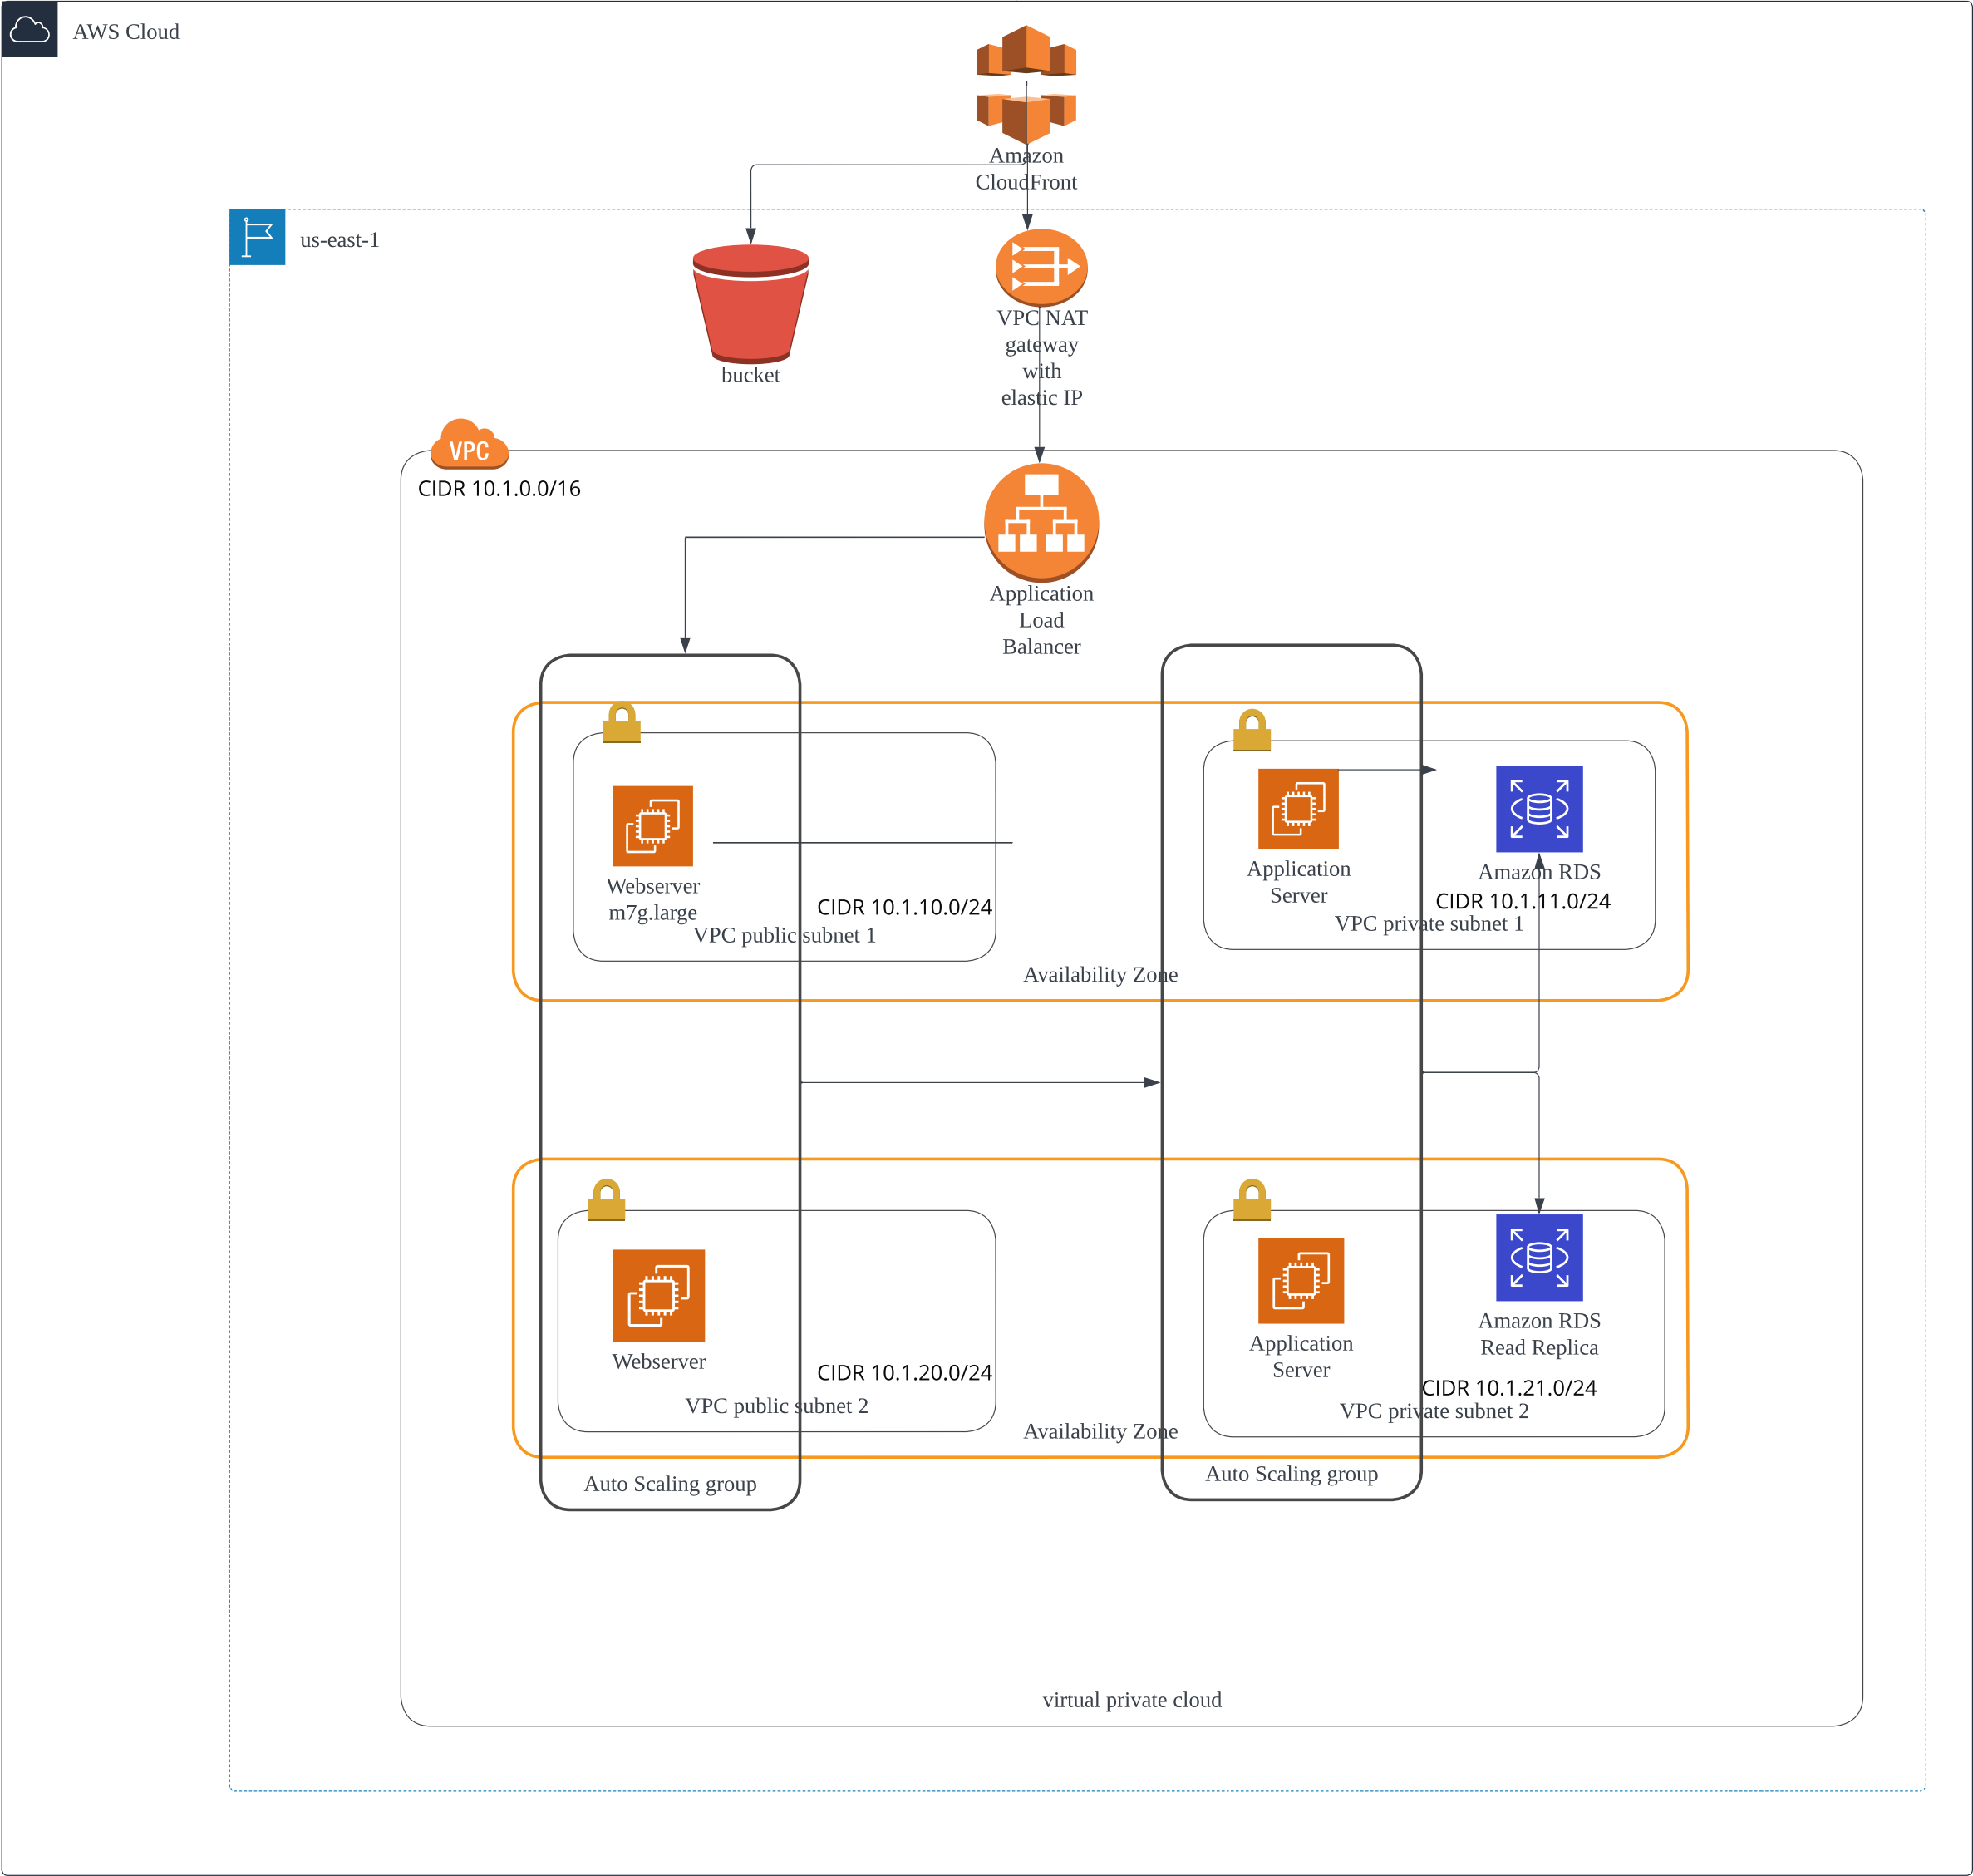 AWS Cloud
Amazon
CloudFront
us-east-1
VPC NAT
gateway
with
elastic IP
bucket
VPC
CIDR 10.1.0.0/16
Application
Load
Balancer
Webserver
m7g.large
CIDR 10.1.10.0/24
VPC public subnet 1
Application
Server
Amazon RDS
CIDR 10.1.11.0/24
VPC private subnet 1
Availability Zone
Webserver
CIDR 10.1.20.0/24
VPC public subnet 2
Application
Server
Amazon RDS
Read Replica
CIDR 10.1.21.0/24
VPC private subnet 2
Availability Zone
Auto Scaling group
Auto Scaling group
virtual private cloud